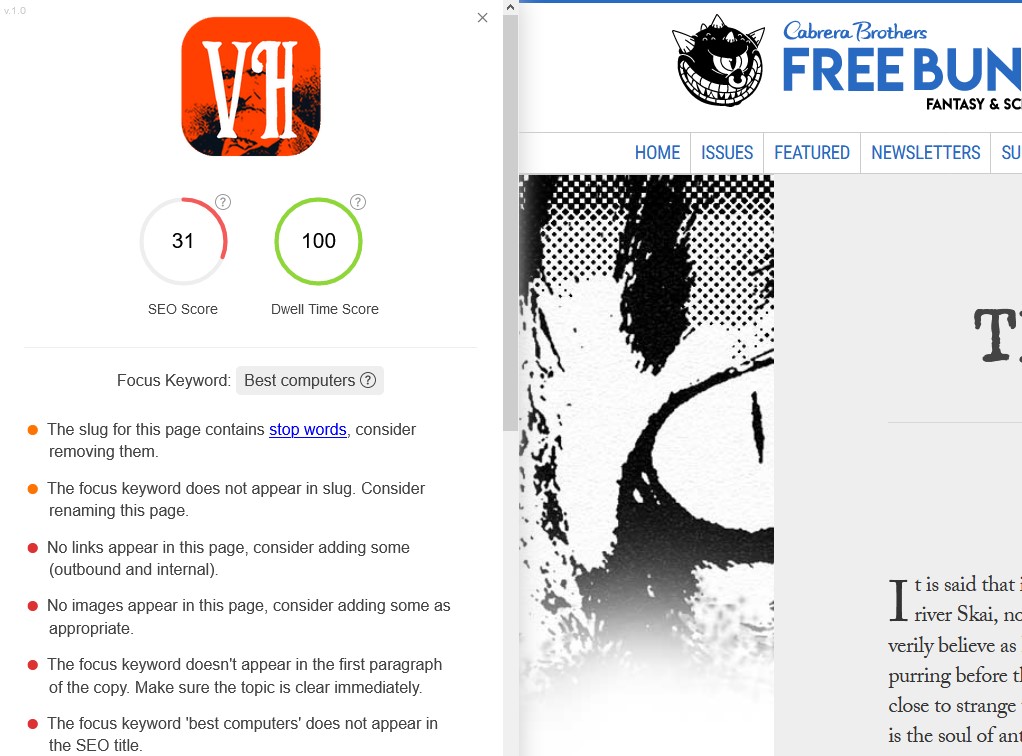 v.1.0
VH
31
?
100
?
SEO Score
Dwell Time Score
Focus Keyword: Best computers ?
The slug for this page contains stop words, consider
removing them.
The focus keyword does not appear in slug. Consider
renaming this page.
No links appear in this page, consider adding some
(outbound and internal).
No images appear in this page, consider adding some as
appropriate.
The focus keyword doesn't appear in the first paragraph
of the copy. Make sure the topic is clear immediately.
The focus keyword 'best computers' does not appear in
the SEO title.
Cabrera Brothers
FREE BUN
FANTASY & SC
HOME ISSUES FEATURED NEWSLETTERS SU
T
It is said that i
river Skai, no
verily believe as
purring before th
close to strange
is the soul of ant